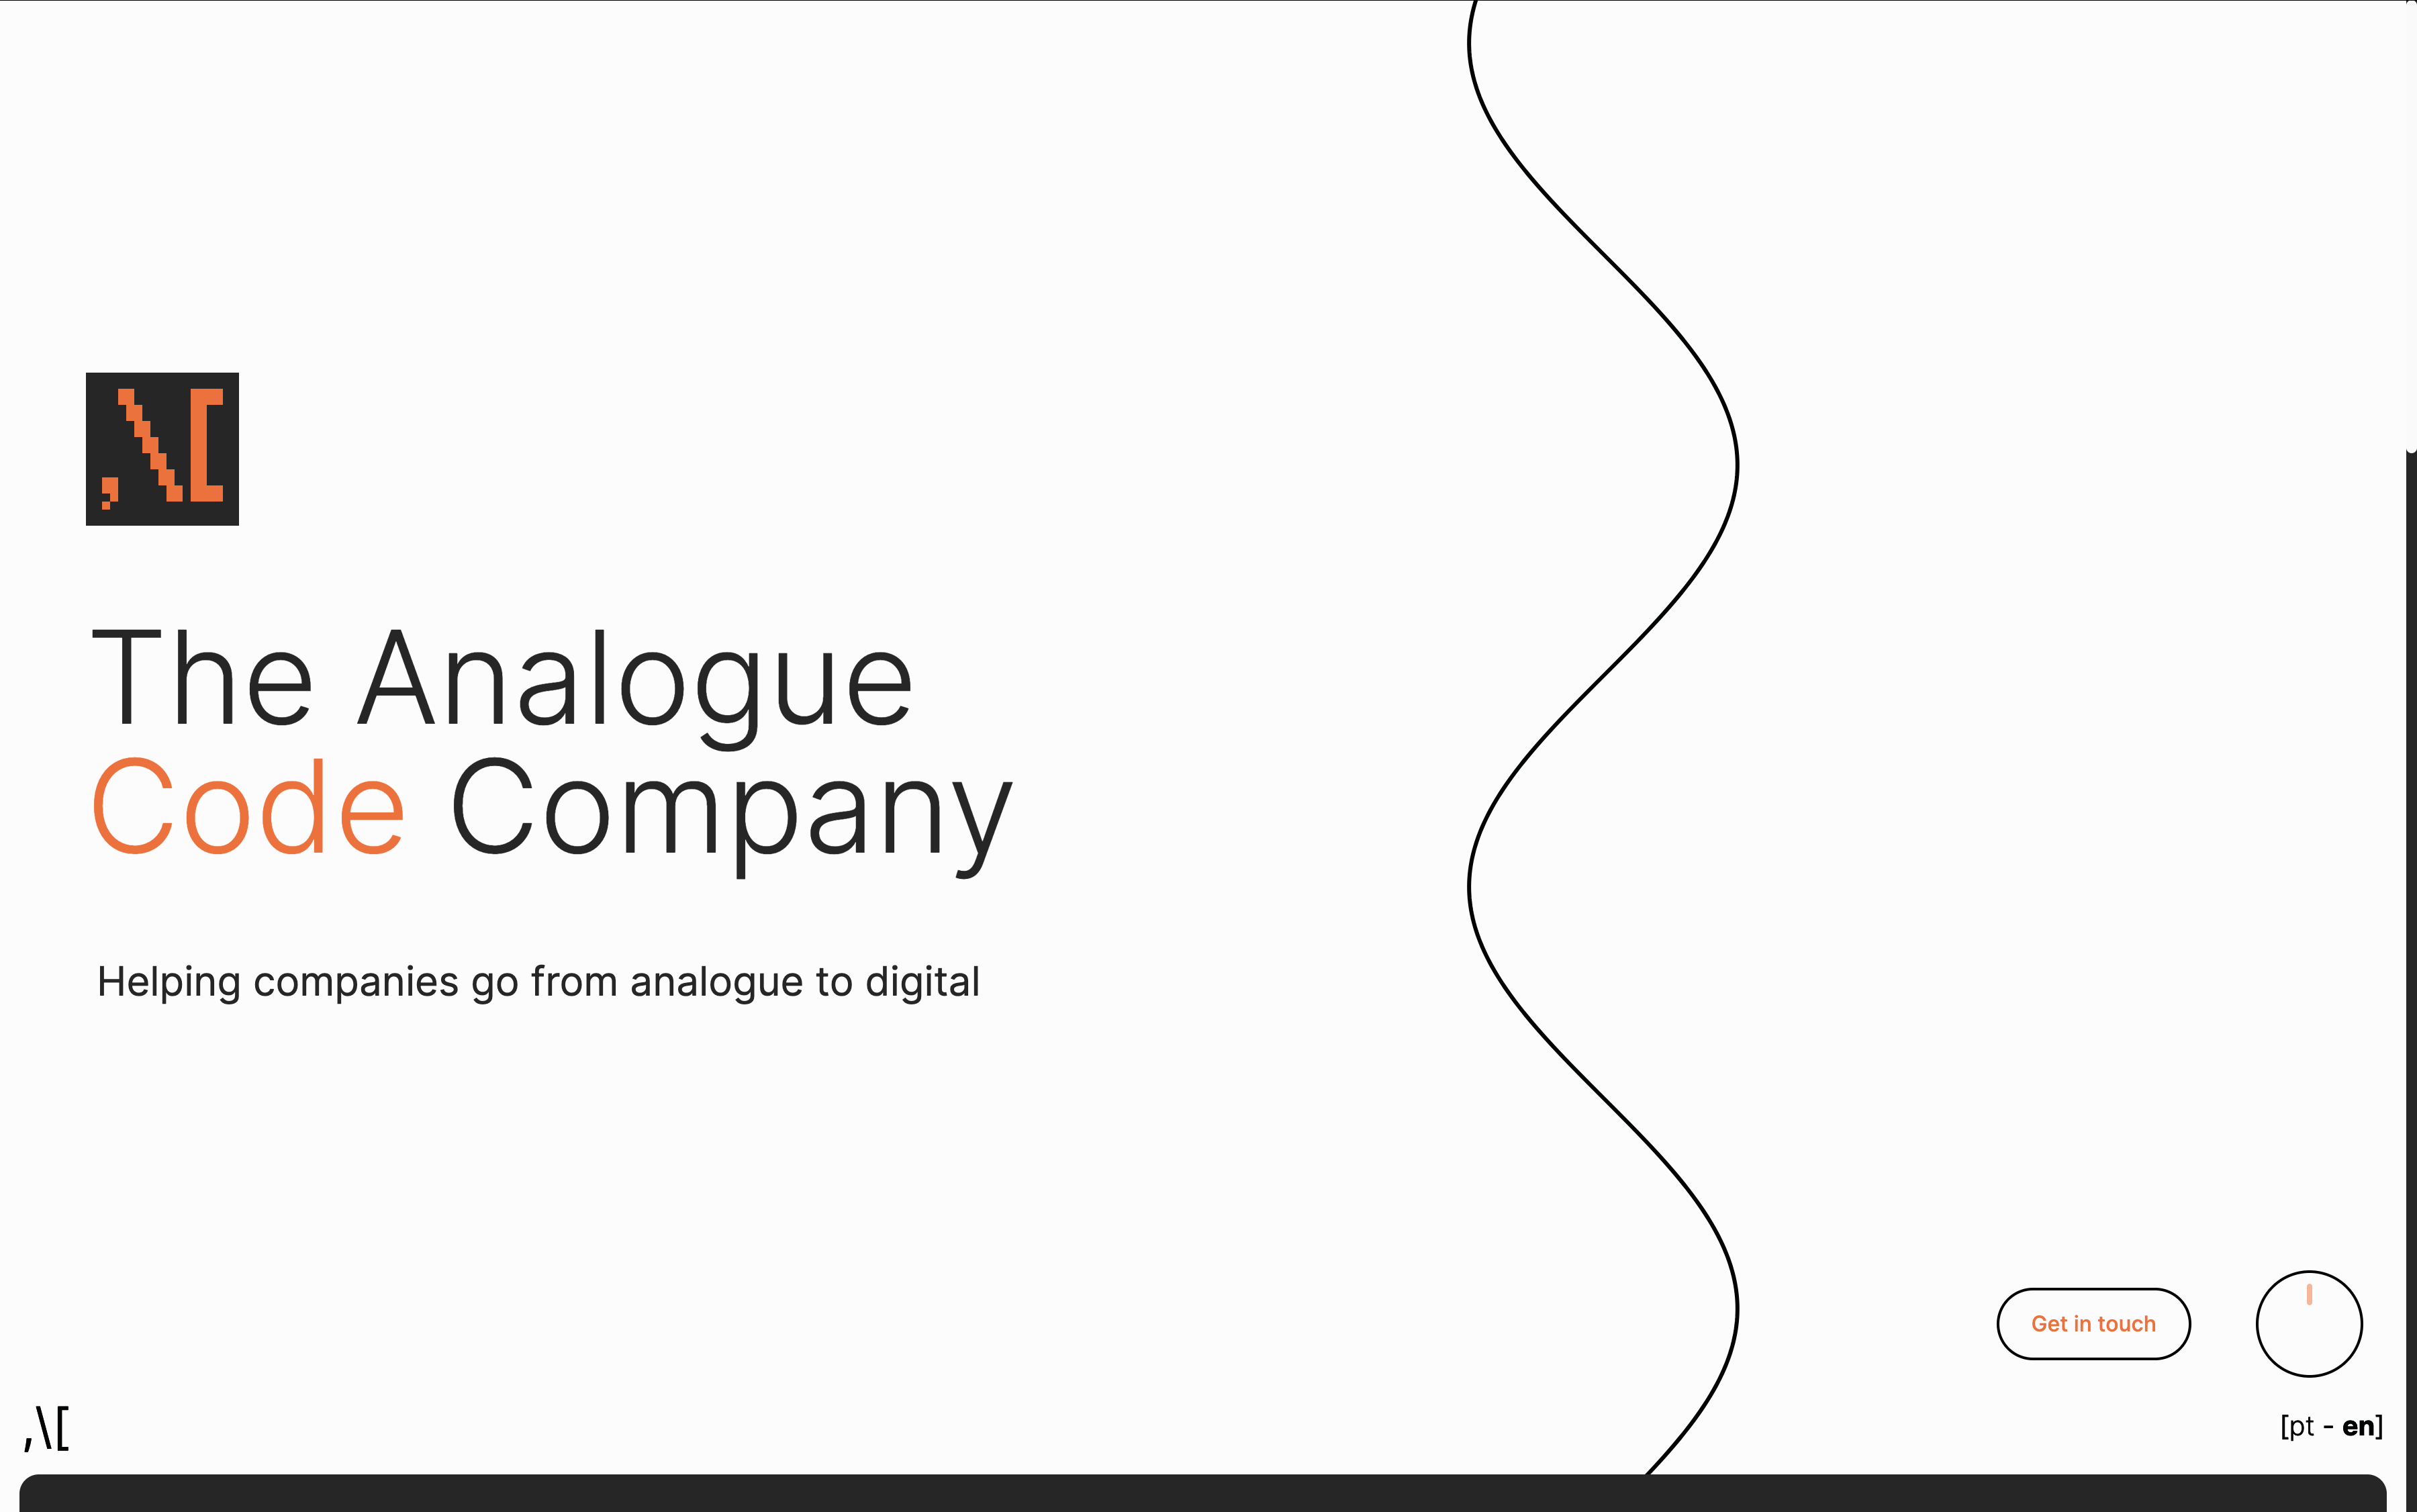 ,\[
The Analogue
Code Company
Helping companies go from analogue to digital
Get in touch
,\[
[pt - en]